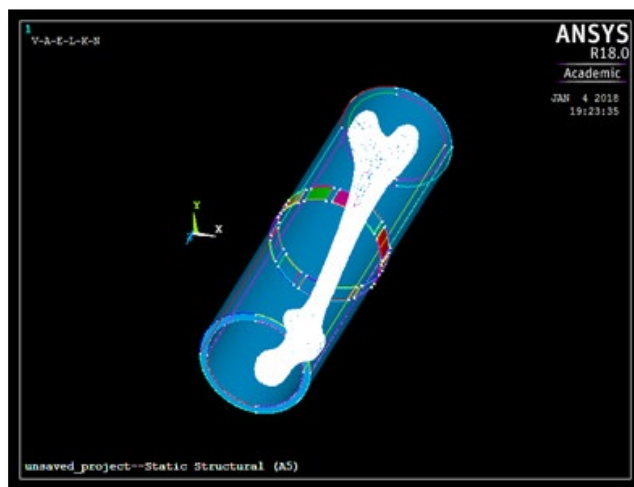 1
V-A-E-L-K-N
ANSYS
R18.0
Academic
JAN 4 2018
19:23:35
Y
X
unsaved_project--Static Structural (A5)